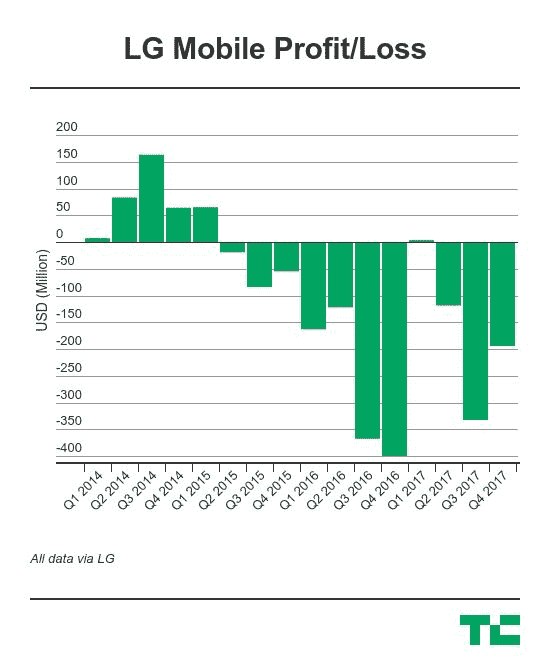 LG Mobile Profit/Loss
200
150
100
50
0
-50
-100
-150
-200
-250
-300
-350
-400
USD (Million)
Q1 2014
Q2 2014
Q3 2014
Q4 2014
Q1 2015
Q2 2015
Q3 2015
Q4 2015
Q1 2016
Q2 2016
Q3 2016
Q4 2016
Q1 2017
Q2 2017
Q3 2017
Q4 2017
All data via LG
TC